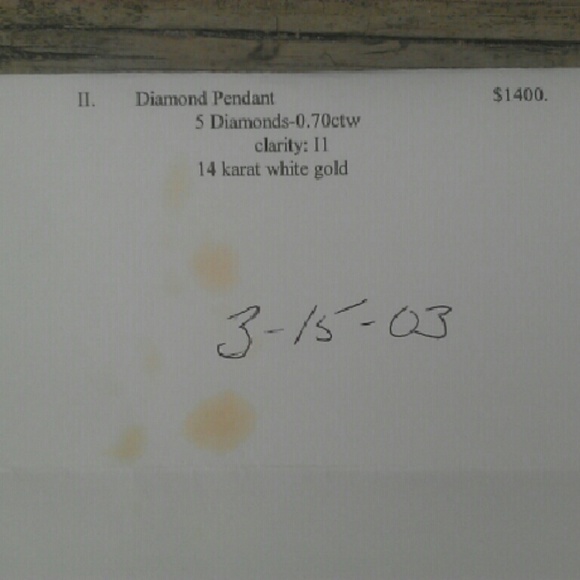 II. Diamond Pendant $1400.
5 Diamonds-0.70ctw
clarity: I1
14 karat white gold
3-15-03